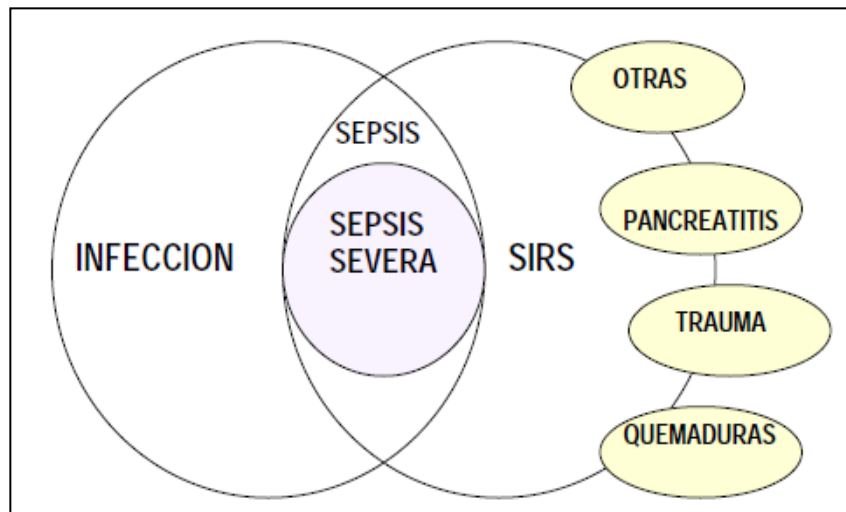 OTRAS
SEPSIS
PANCREATITIS
SEPSIS
SEVERA
INFECCION
SIRS
TRAUMA
QUEMADURAS